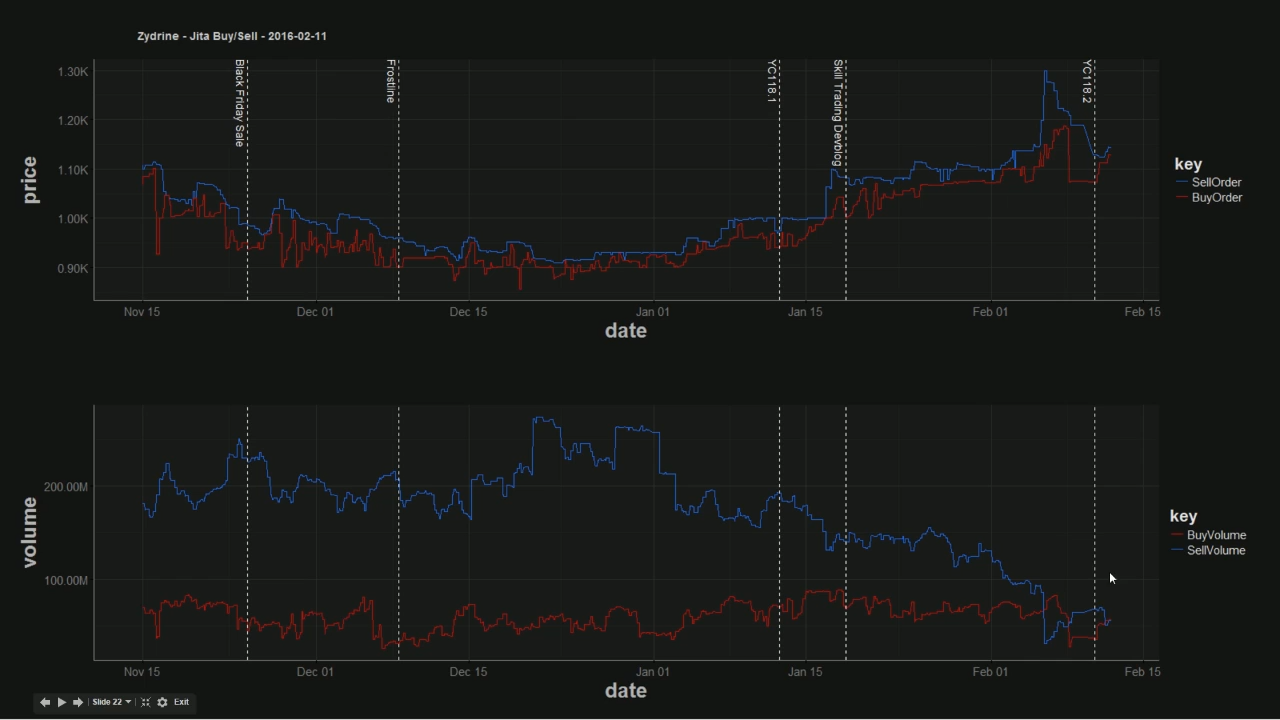 Zydrine - Jita Buy/Sell - 2016-02-11
1.30K
1.20K
1.10K
1.00K
0.90K
price
Black Friday Sale
Frostline
YC118.1
Skill Trading Devblog
YC118.2
Nov 15
Dec 01
Dec 15
Jan 01
Jan 15
Feb 01
Feb 15
date
key
SellOrder
BuyOrder
200.00M
100.00M
volume
Nov 15
Dec 01
Dec 15
Jan 01
Jan 15
Feb 01
Feb 15
date
key
BuyVolume
SellVolume
Slide 22
Exit